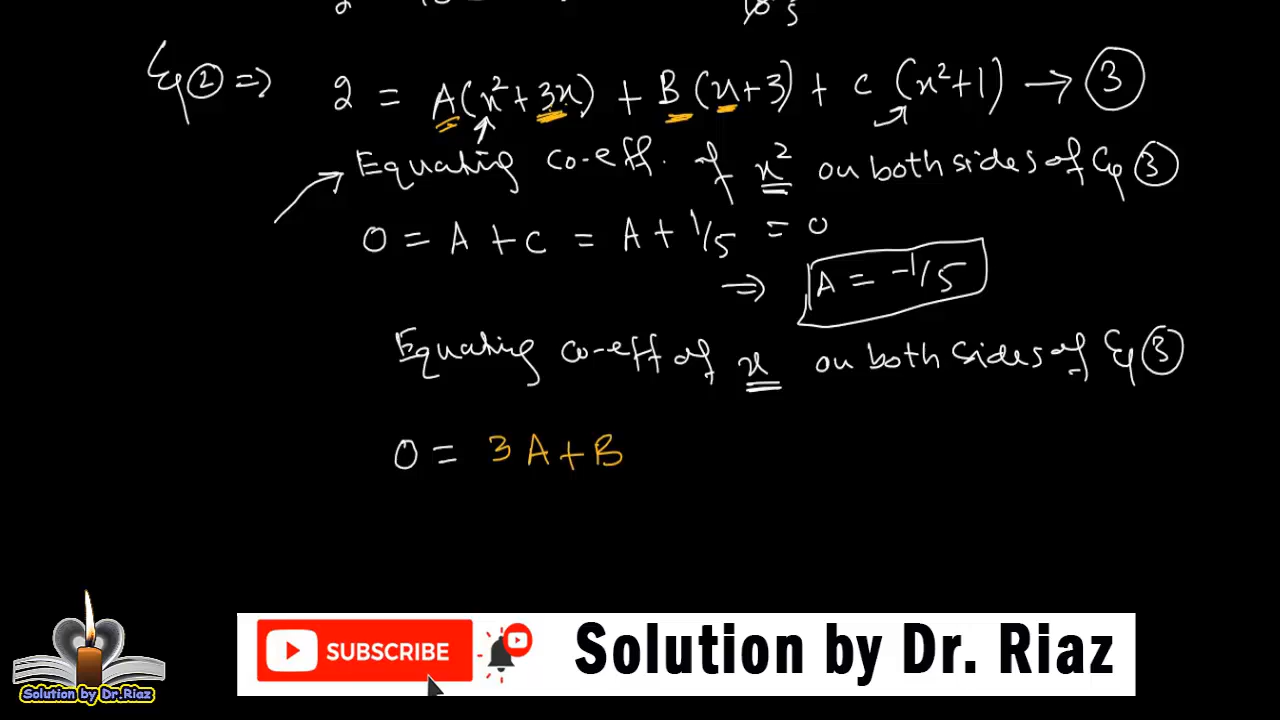 Eq ② ⇒ 2 = A(x²+3x) + B(x+3) + C(x²+1) → ③
Equating co-eff. of x² on both sides of Eq ③
0 = A + C = A + 1/5 = 0
⇒ A = -1/5
Equating co-eff of x on both sides of Eq ③
0 = 3A+B
SUBSCRIBE
Solution by Dr. Riaz
Solution by Dr.Riaz